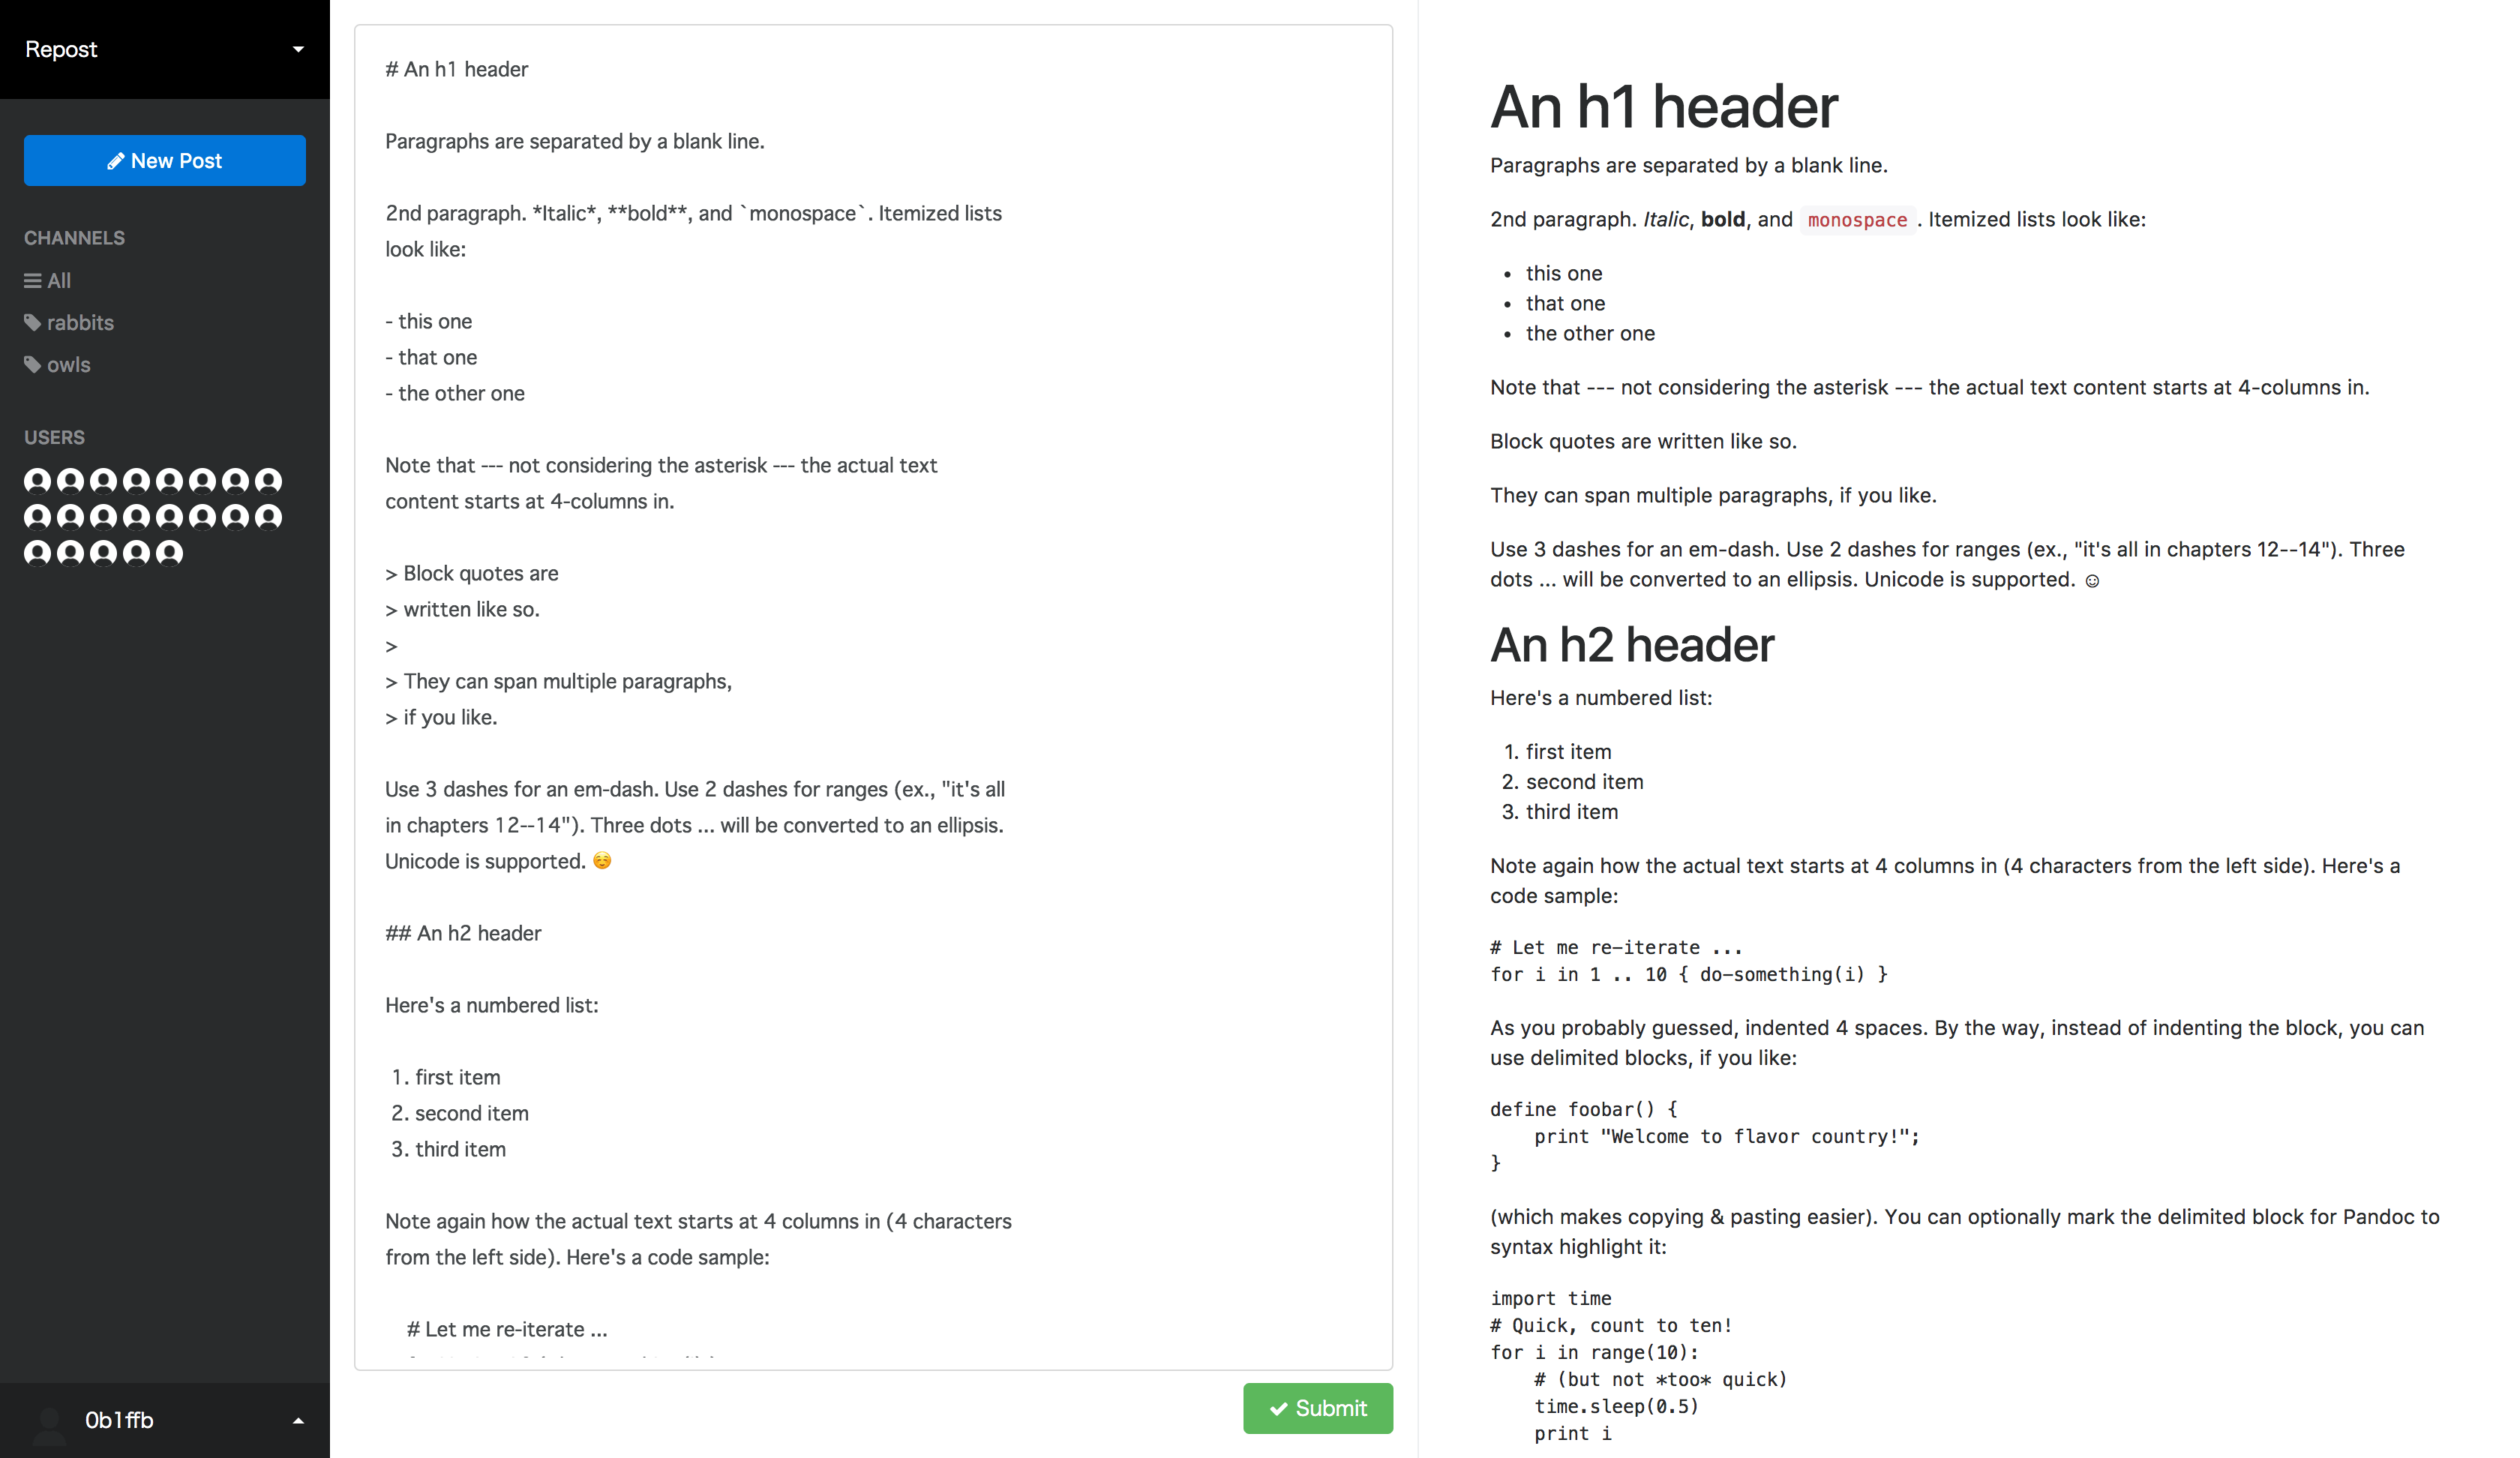 Repost
New Post
CHANNELS
All
rabbits
owls
USERS
0b1ffb
# An h1 header
Paragraphs are separated by a blank line.
2nd paragraph. *Italic*, **bold**, and `monospace`. Itemized lists
look like:
- this one
- that one
- the other one
Note that --- not considering the asterisk --- the actual text
content starts at 4-columns in.
> Block quotes are
> written like so.
>
> They can span multiple paragraphs,
> if you like.
Use 3 dashes for an em-dash. Use 2 dashes for ranges (ex., "it's all
in chapters 12--14"). Three dots ... will be converted to an ellipsis.
Unicode is supported. ☺️
## An h2 header
Here's a numbered list:
1. first item
2. second item
3. third item
Note again how the actual text starts at 4 columns in (4 characters
from the left side). Here's a code sample:
# Let me re-iterate ...
Submit
An h1 header
Paragraphs are separated by a blank line.
2nd paragraph. Italic, bold, and monospace . Itemized lists look like:
• this one
• that one
• the other one
Note that --- not considering the asterisk --- the actual text content starts at 4-columns in.
Block quotes are written like so.
They can span multiple paragraphs, if you like.
Use 3 dashes for an em-dash. Use 2 dashes for ranges (ex., "it's all in chapters 12--14"). Three
dots ... will be converted to an ellipsis. Unicode is supported. ☺
An h2 header
Here's a numbered list:
1. first item
2. second item
3. third item
Note again how the actual text starts at 4 columns in (4 characters from the left side). Here's a
code sample:
# Let me re-iterate ...
for i in 1 .. 10 { do-something(i) }
As you probably guessed, indented 4 spaces. By the way, instead of indenting the block, you can
use delimited blocks, if you like:
define foobar() {
    print "Welcome to flavor country!";
}
(which makes copying & pasting easier). You can optionally mark the delimited block for Pandoc to
syntax highlight it:
import time
# Quick, count to ten!
for i in range(10):
    # (but not *too* quick)
    time.sleep(0.5)
    print i